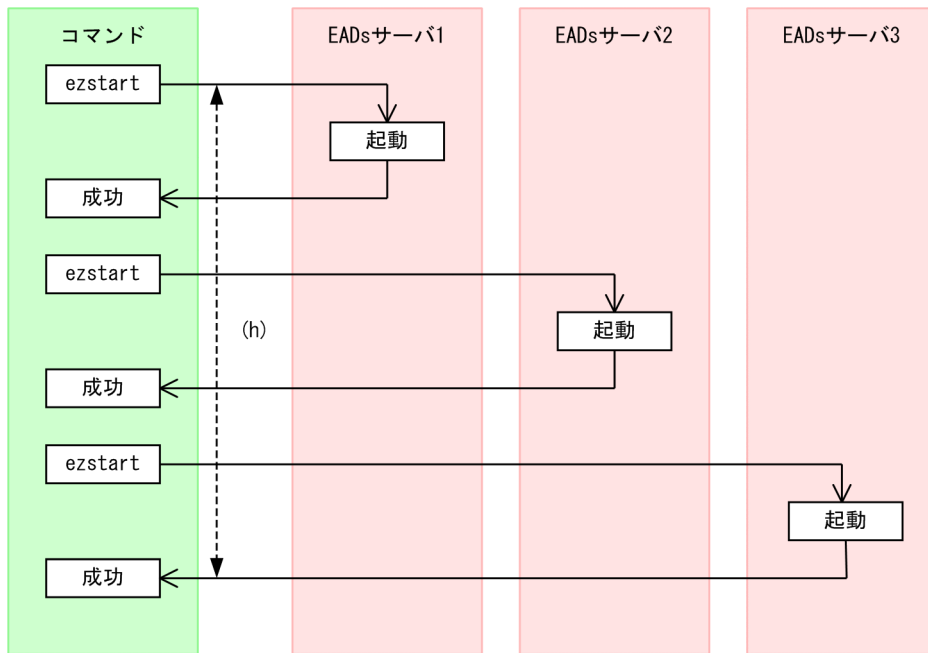 コマンド
EADsサーバ1
EADsサーバ2
EADsサーバ3
ezstart
起動
成功
ezstart
(h)
起動
成功
ezstart
起動
成功